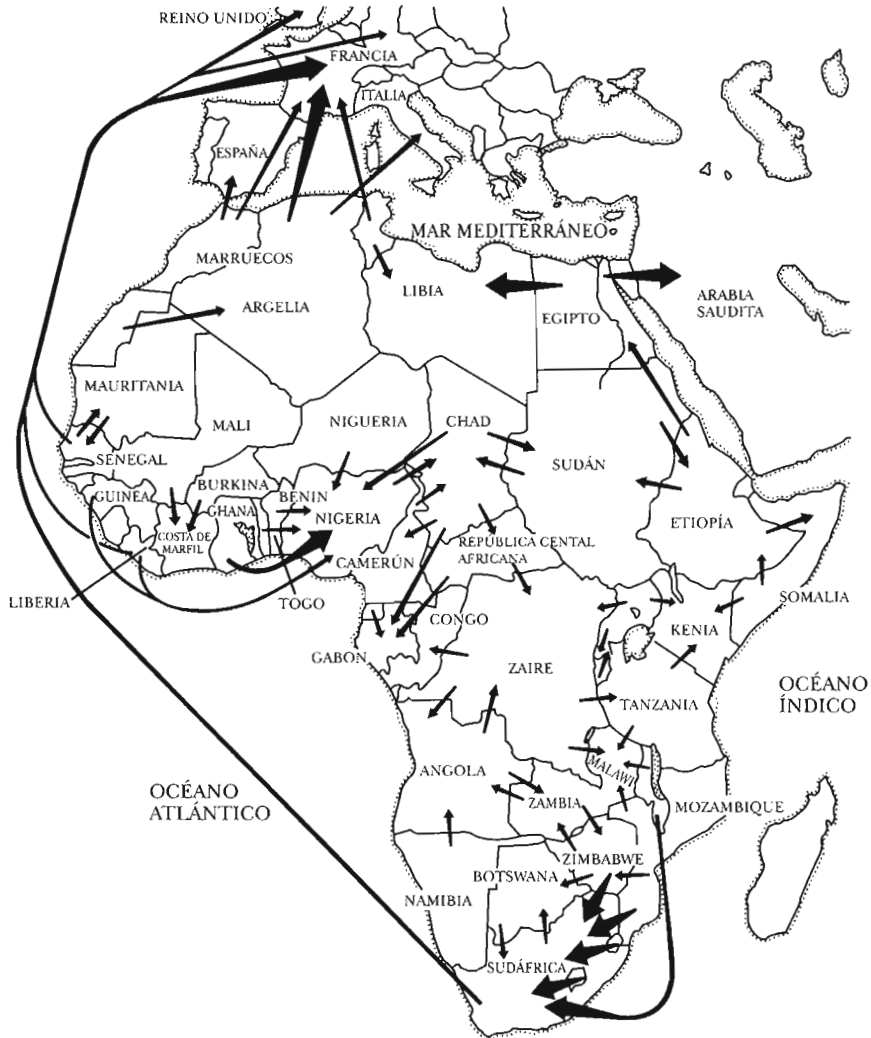 REINO UNIDO
FRANCIA
ITALIA
ESPAÑA
MAR MEDITERRÁNEO
MARRUECOS
LIBIA
ARGELIA
EGIPTO
ARABIA
SAUDITA
MAURITANIA
MALI
NIGUERIA
CHAD
SUDÁN
SENEGAL
BURKINA
GUINEA
GHANA
BENIN
NIGERIA
COSTA DE
MARFIL
ETIOPÍA
REPÚBLICA CENTAL
AFRICANA
CAMERÚN
LIBERIA
TOGO
SOMALIA
CONGO
KENIA
GABON
ZAIRE
OCÉANO
ÍNDICO
TANZANIA
ANGOLA
MALAWI
OCÉANO
ATLÁNTICO
ZAMBIA
MOZAMBIQUE
ZIMBABWE
BOTSWANA
NAMIBIA
SUDÁFRICA